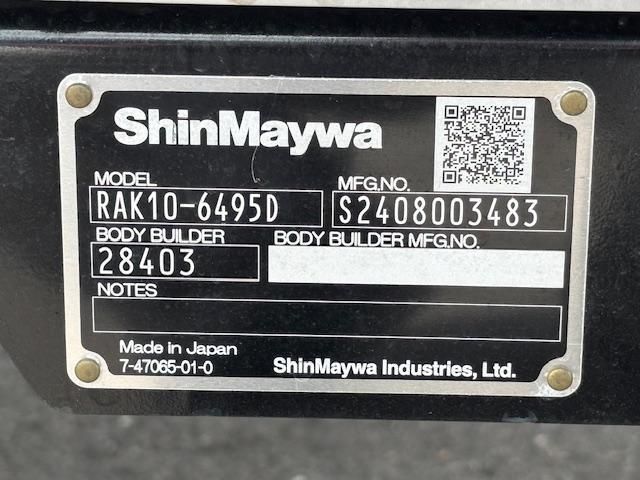 ShinMaywa
MODEL
RAK10-6495D
MFG.NO.
S2408003483
BODY BUILDER
28403
BODY BUILDER MFG.NO.
NOTES
Made in Japan
7-47065-01-0
ShinMaywa Industries, Ltd.